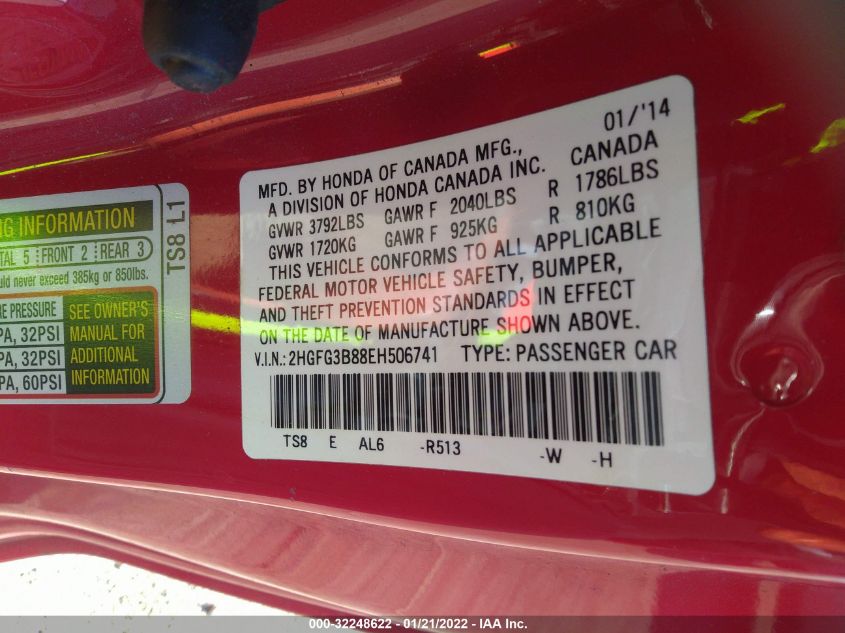 01/'14
MFD. BY HONDA OF CANADA MFG.,
A DIVISION OF HONDA CANADA INC. CANADA
GVWR 3792LBS GAWR F 2040LBS R 1786LBS
GVWR 1720KG GAWR F 925KG R 810KG
THIS VEHICLE CONFORMS TO ALL APPLICABLE
FEDERAL MOTOR VEHICLE SAFETY, BUMPER,
AND THEFT PREVENTION STANDARDS IN EFFECT
ON THE DATE OF MANUFACTURE SHOWN ABOVE.
V.I.N.: 2HGFG3B88EH506741 TYPE: PASSENGER CAR
TS8 E AL6 -R513 -W -H
NG INFORMATION
TAL 5 FRONT 2 REAR 3
uld never exceed 385kg or 850lbs.
RE PRESSURE
PA, 32PSI
PA, 32PSI
PA, 60PSI
SEE OWNER'S
MANUAL FOR
ADDITIONAL
INFORMATION
TS8 L1
000-32248622 - 01/21/2022 - IAA Inc.